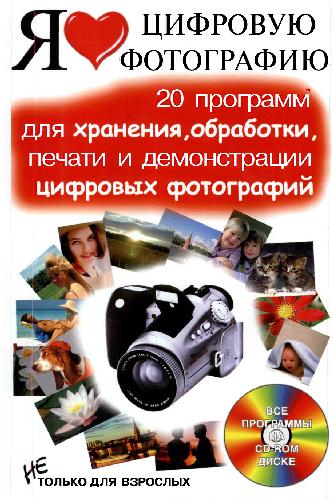 Я ЦИФРОВУЮ
ФОТОГРАФИЮ
20 программ
для хранения, обработки,
печати и демонстрации
цифровых фотографий
ВСЕ
ПРОГРАММЫ
НА
CD-ROM
ДИСКЕ
НЕ
ТОЛЬКО ДЛЯ ВЗРОСЛЫХ